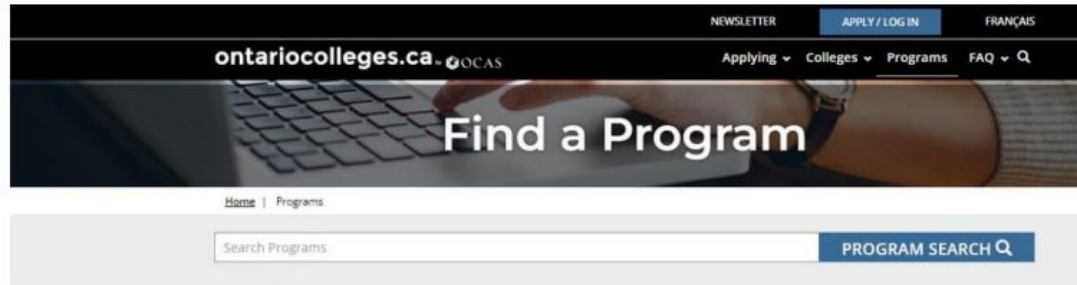 NEWSLETTER APPLY / LOG IN FRANÇAIS
ontariocolleges.ca OCAS Applying Colleges Programs FAQ
Find a Program
Home | Programs
Search Programs PROGRAM SEARCH